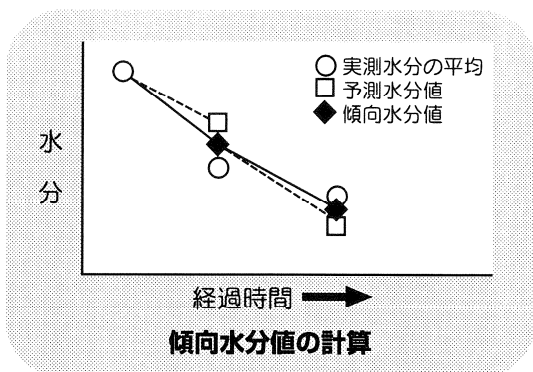 実測水分の平均
予測水分値
傾向水分値
水分
経過時間
傾向水分値の計算